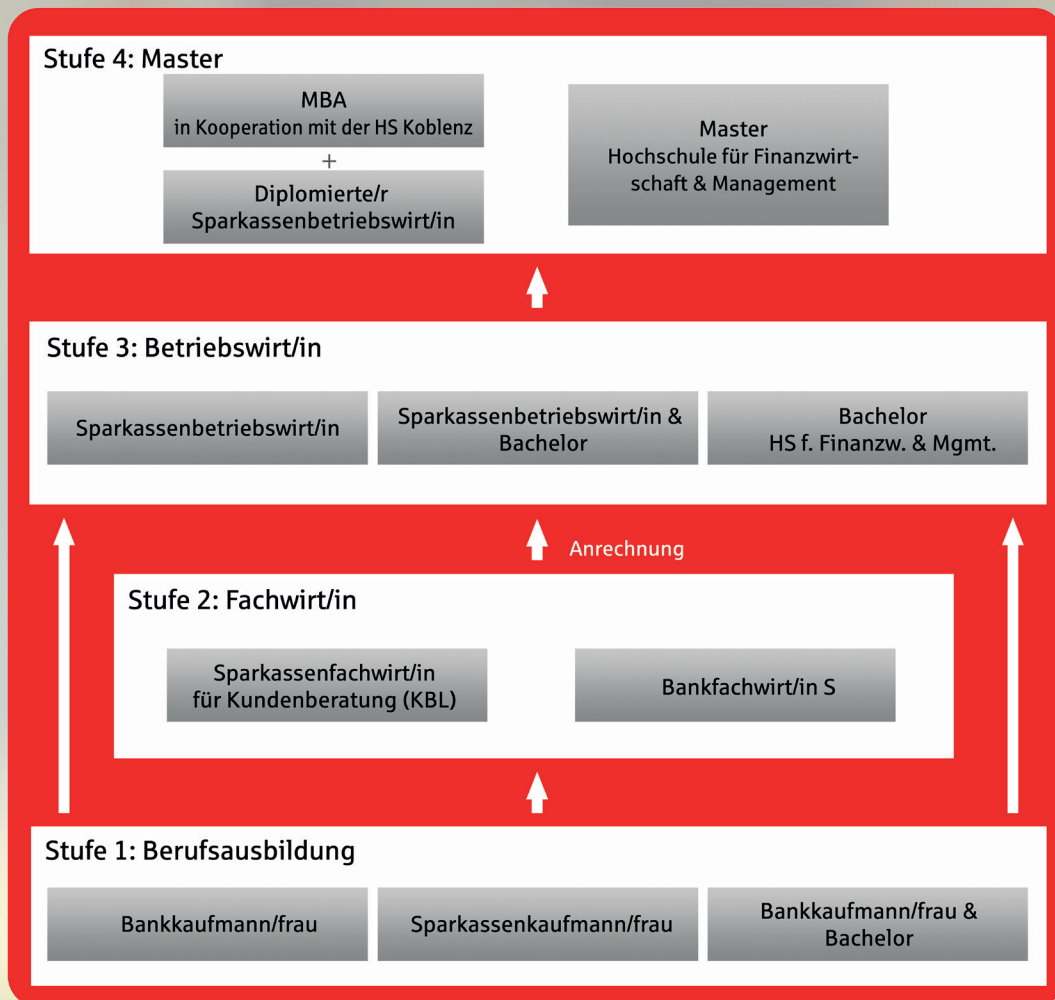 Stufe 4: Master
MBA
in Kooperation mit der HS Koblenz
+
Diplomierte/r
Sparkassenbetriebswirt/in
Master
Hochschule für Finanzwirt-
schaft & Management
Stufe 3: Betriebswirt/in
Sparkassenbetriebswirt/in
Sparkassenbetriebswirt/in &
Bachelor
Bachelor
HS f. Finanzw. & Mgmt.
Anrechnung
Stufe 2: Fachwirt/in
Sparkassenfachwirt/in
für Kundenberatung (KBL)
Bankfachwirt/in S
Stufe 1: Berufsausbildung
Bankkaufmann/frau
Sparkassenkaufmann/frau
Bankkaufmann/frau &
Bachelor